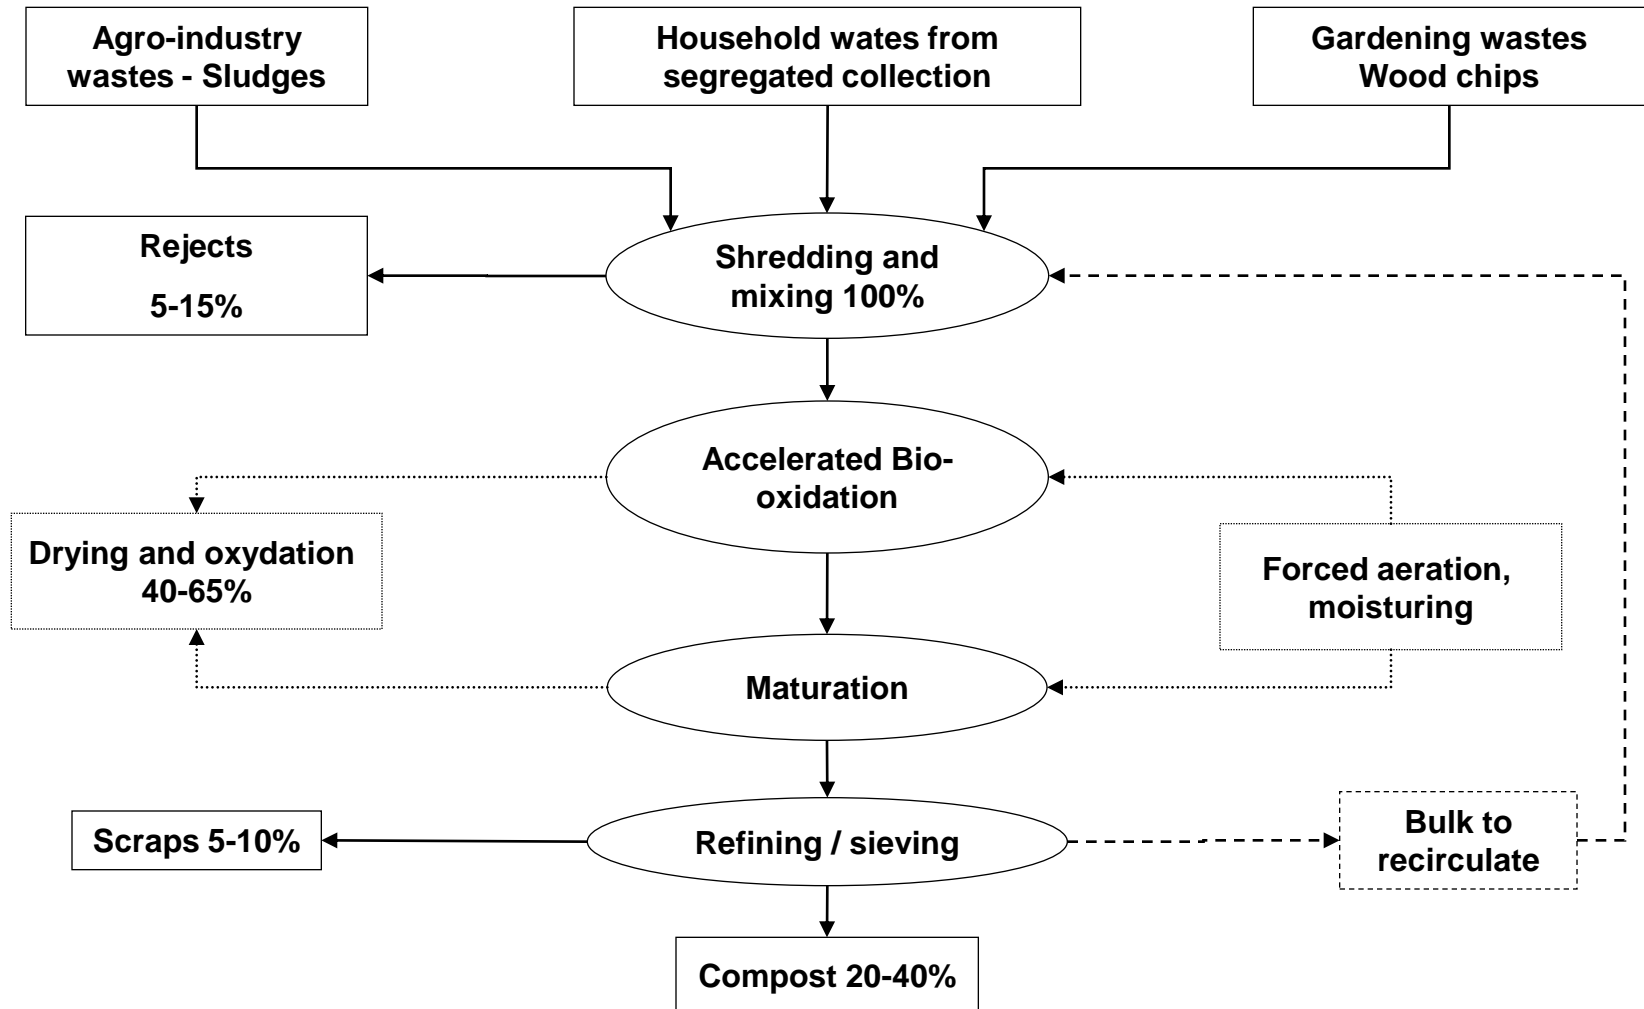 Agro-industry
wastes - Sludges
Household wates from
segregated collection
Gardening wastes
Wood chips
Rejects
5-15%
Shredding and
mixing 100%
Accelerated Bio-
oxidation
Drying and oxydation
40-65%
Forced aeration,
moisturing
Maturation
Scraps 5-10%
Refining / sieving
Bulk to
recirculate
Compost 20-40%